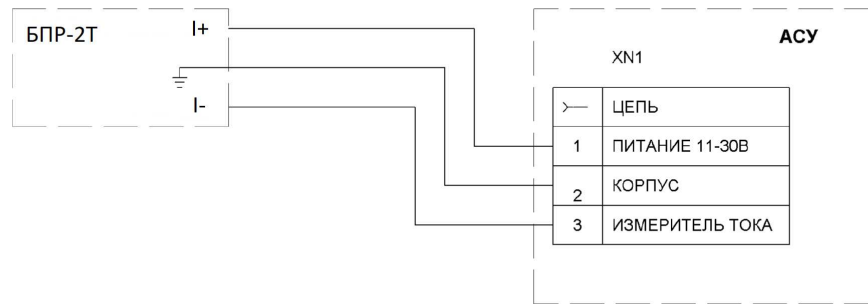 БПР-2Т
I+
I-
АСУ
XN1
ЦЕПЬ
1 ПИТАНИЕ 11-30В
2 КОРПУС
3 ИЗМЕРИТЕЛЬ ТОКА